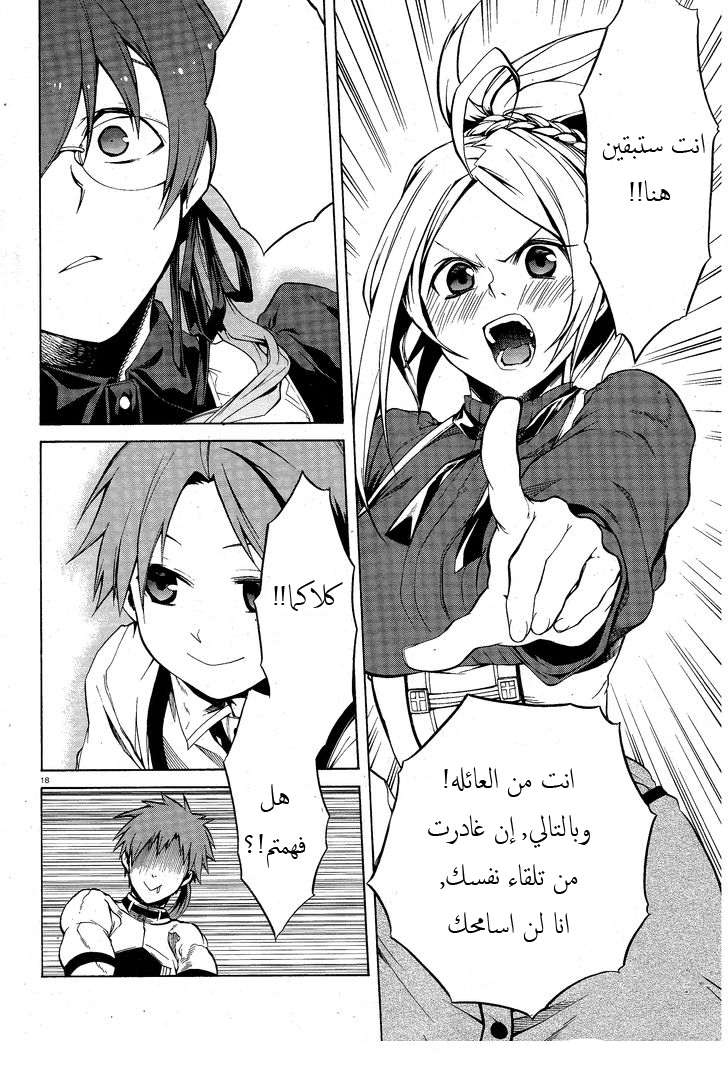 انت ستبقين
هنا!!
انت من العائله!
وبالتالي, إن غادرت
من تلقاء نفسك,
انا لن اسامحك
كلاكما!!
هل
فهمتم!؟
18